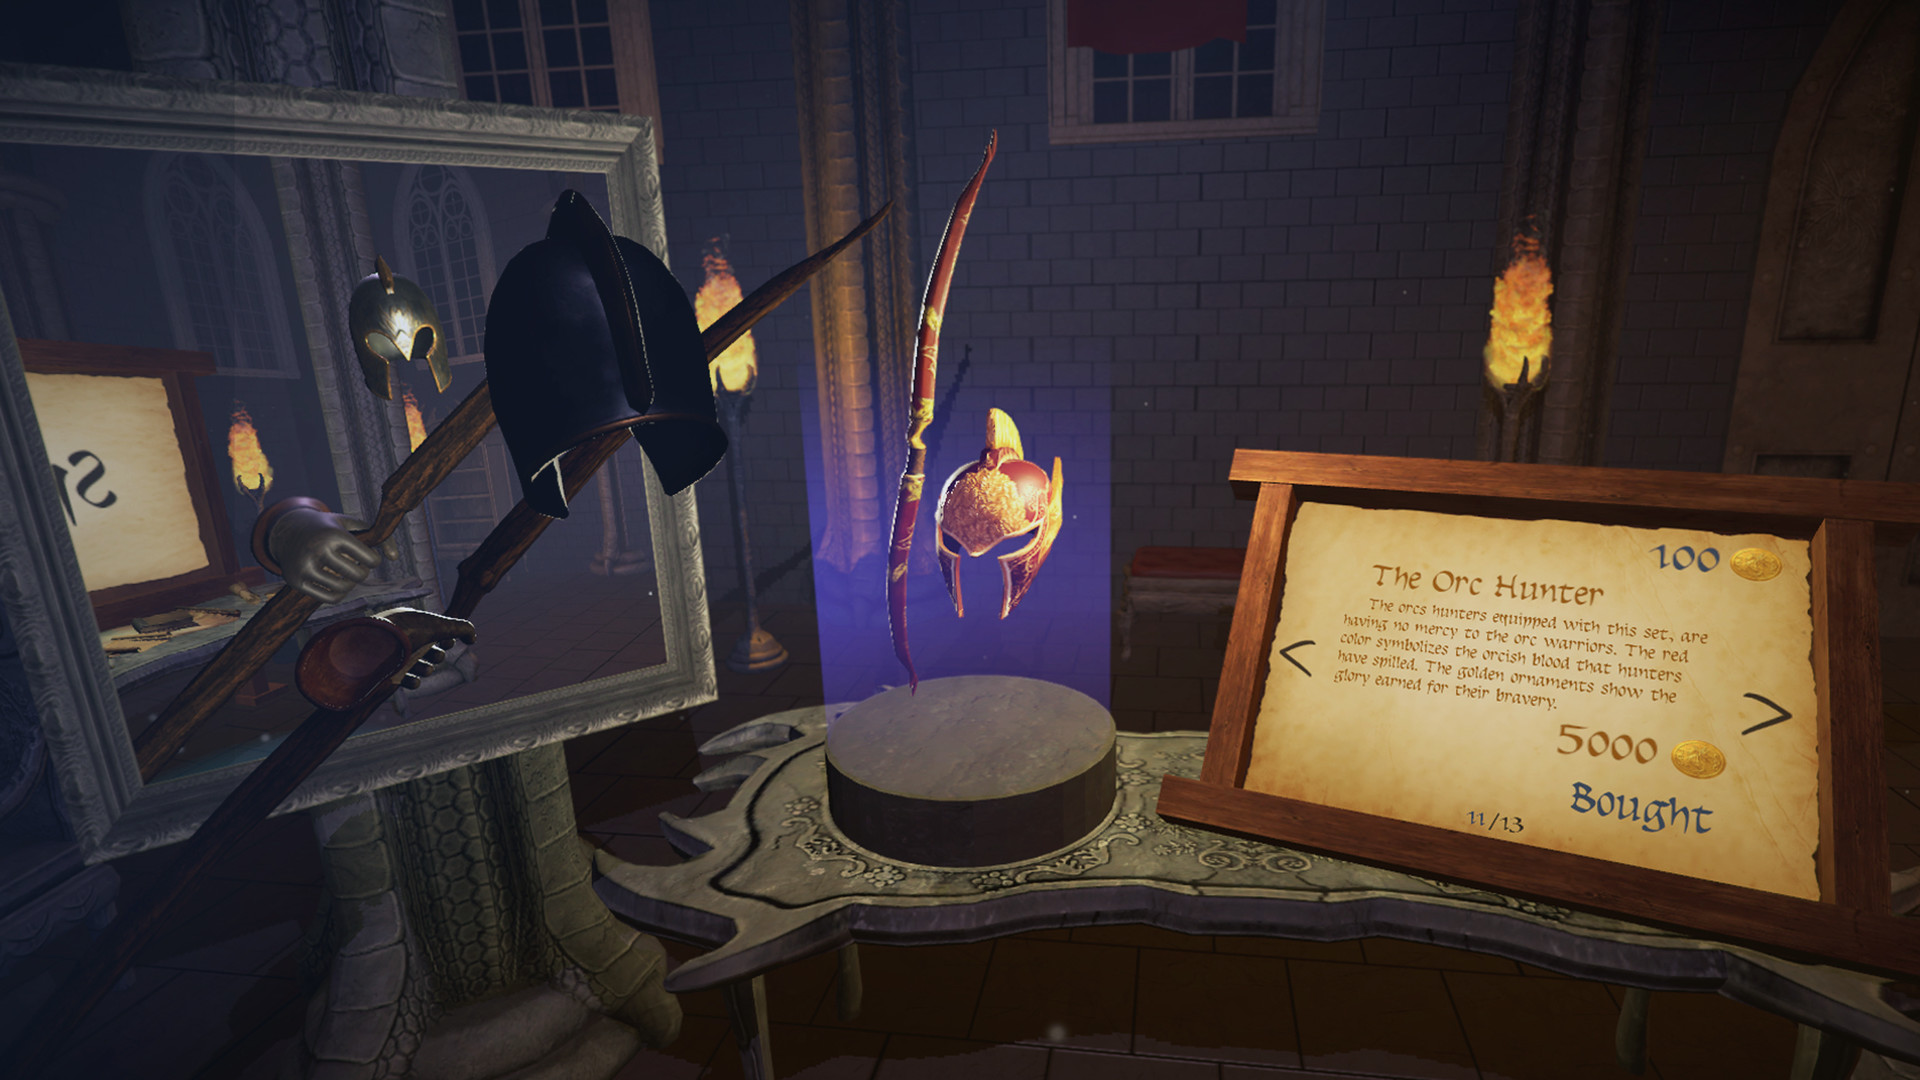 100
The Orc Hunter
The orcs hunters equipped with this set, are
having no mercy to the orc warriors. The red
color symbolizes the orcish blood that hunters
have spilled. The golden ornaments show the
glory earned for their bravery.
<
>
5000
Bought
11/13